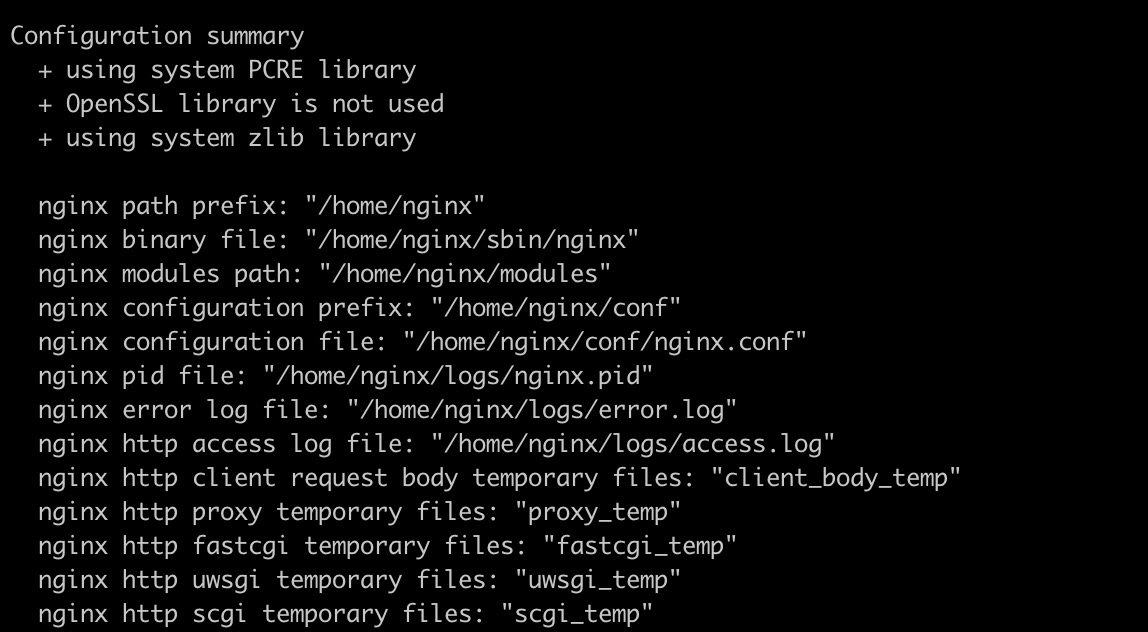 Configuration summary
+ using system PCRE library
+ OpenSSL library is not used
+ using system zlib library
nginx path prefix: "/home/nginx"
nginx binary file: "/home/nginx/sbin/nginx"
nginx modules path: "/home/nginx/modules"
nginx configuration prefix: "/home/nginx/conf"
nginx configuration file: "/home/nginx/conf/nginx.conf"
nginx pid file: "/home/nginx/logs/nginx.pid"
nginx error log file: "/home/nginx/logs/error.log"
nginx http access log file: "/home/nginx/logs/access.log"
nginx http client request body temporary files: "client_body_temp"
nginx http proxy temporary files: "proxy_temp"
nginx http fastcgi temporary files: "fastcgi_temp"
nginx http uwsgi temporary files: "uwsgi_temp"
nginx http scgi temporary files: "scgi_temp"